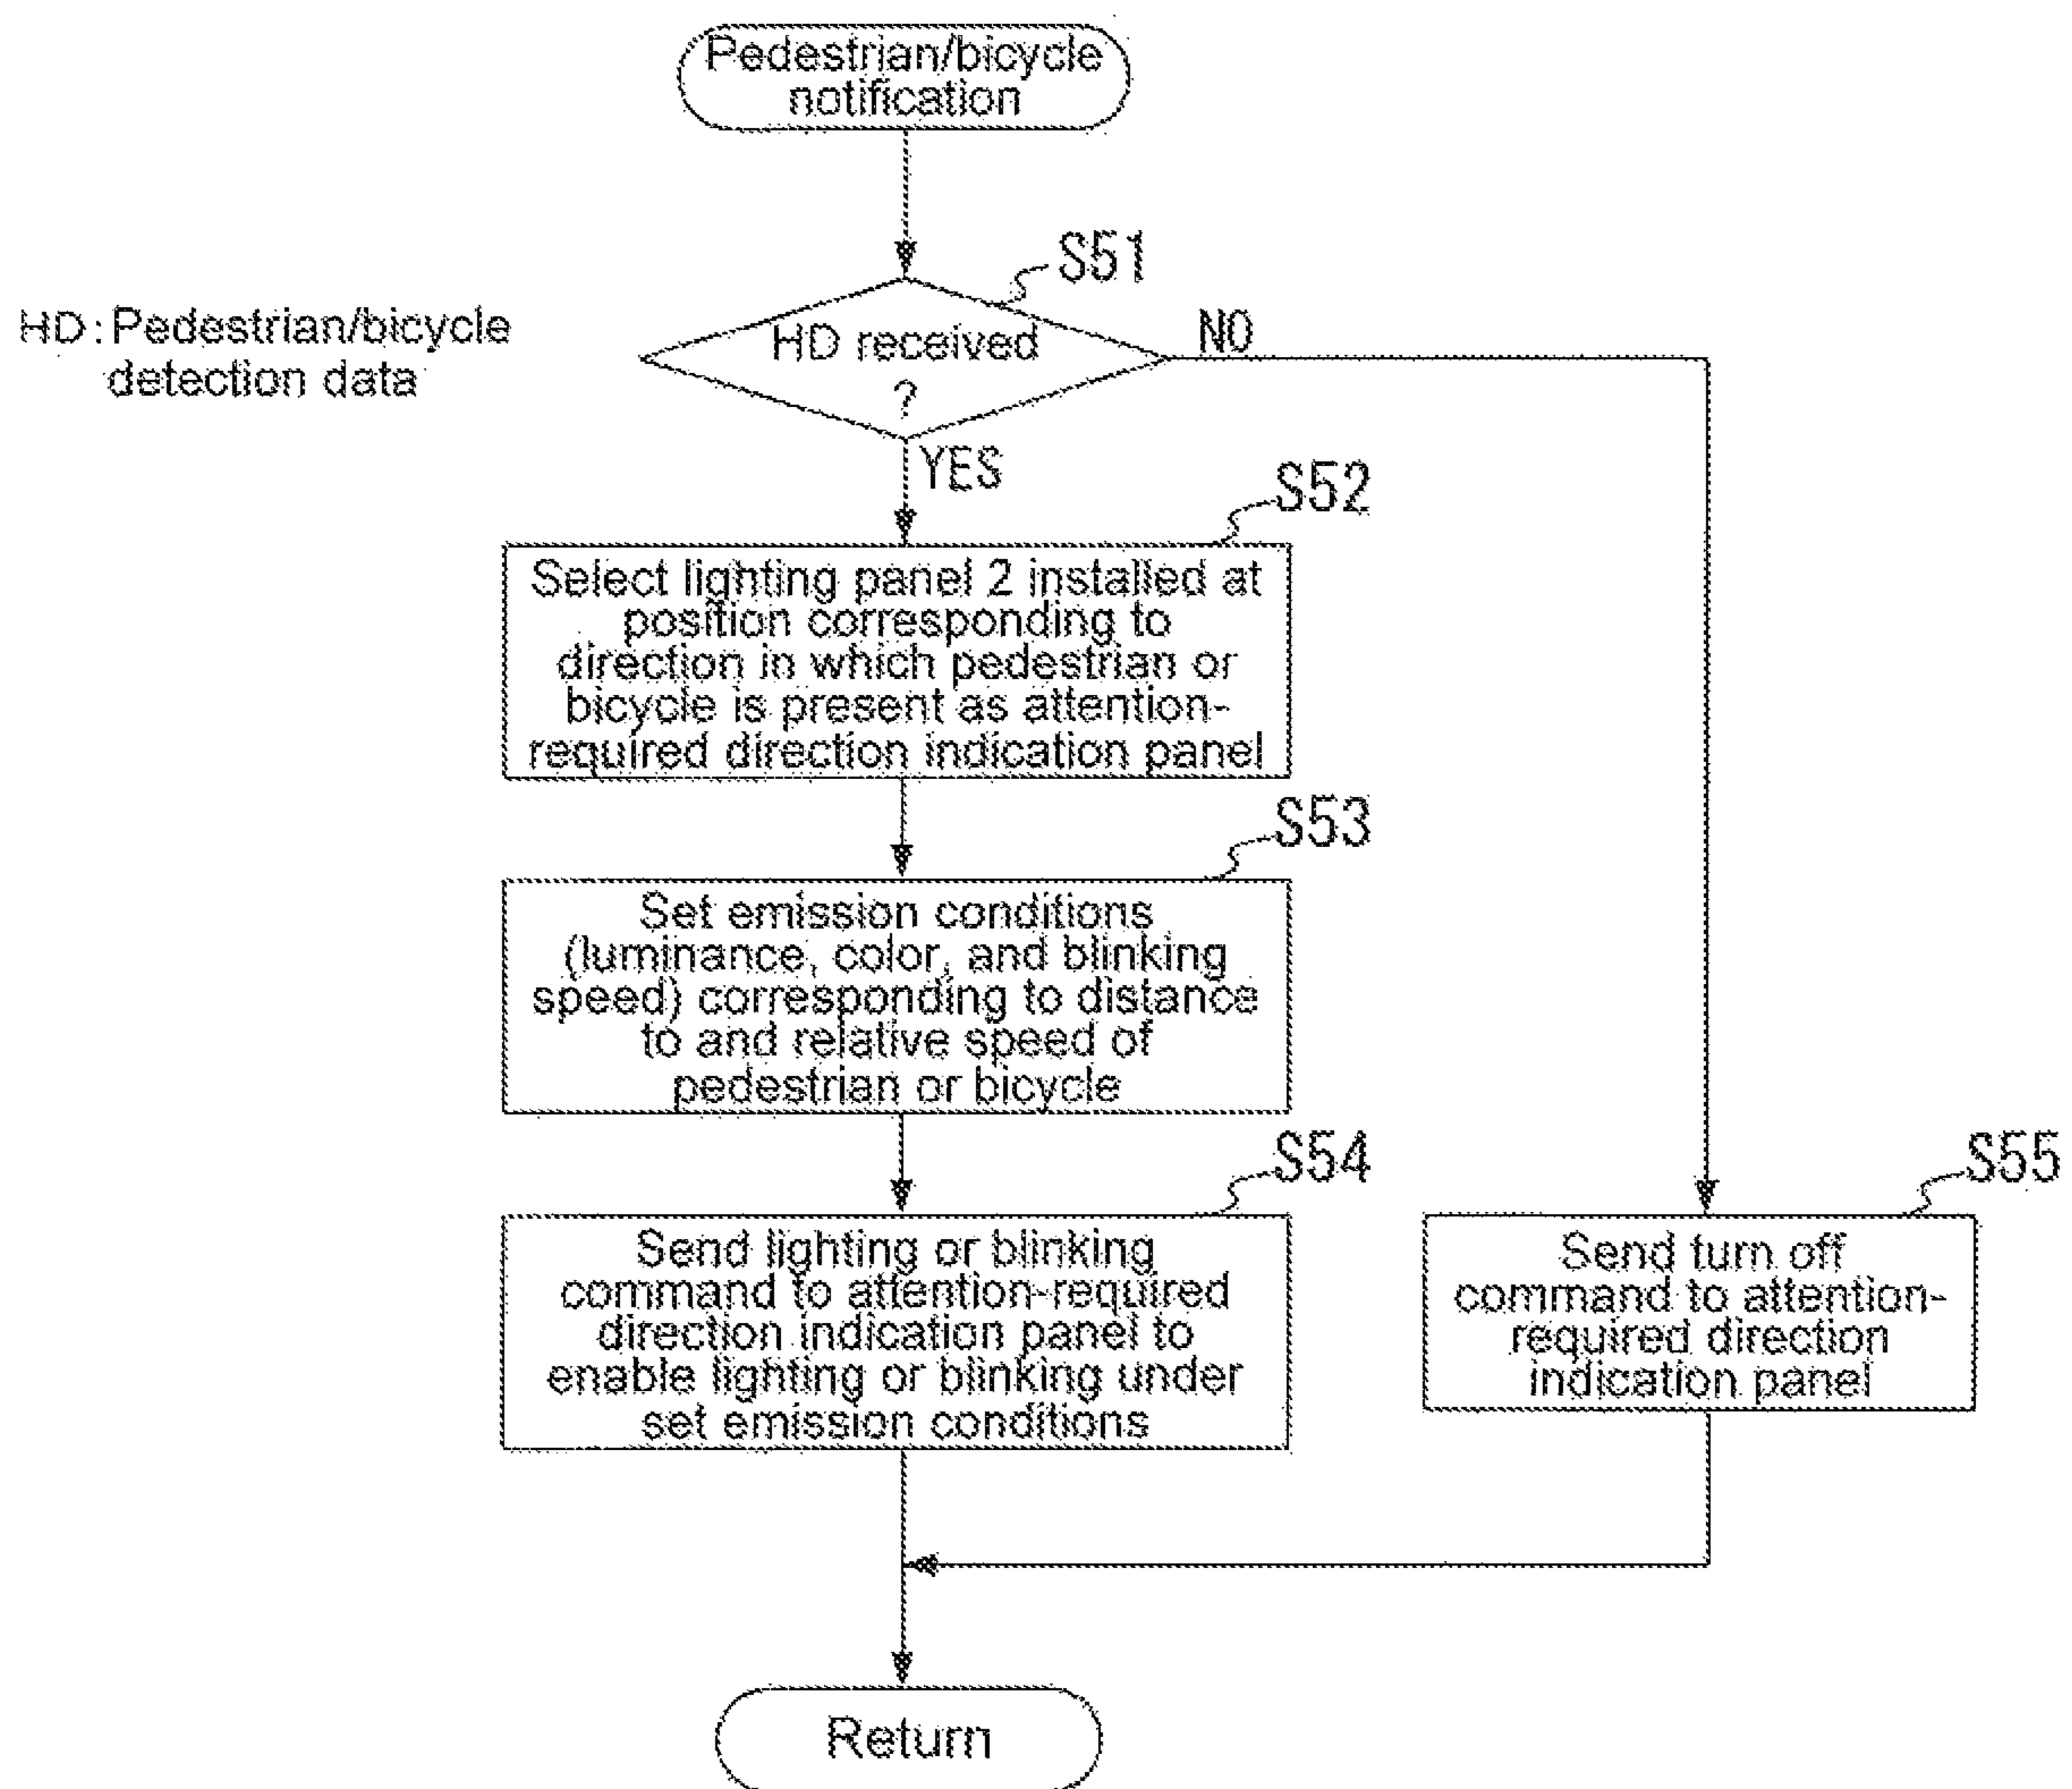 Pedestrian/bicycle
notification
S51
HD: Pedestrian/bicycle
detection data
HD received
?
NO
YES
S52
Select lighting panel 2 installed at
position corresponding to
direction in which pedestrian or
bicycle is present as attention-
required direction indication panel
S53
Set emission conditions
(luminance, color, and blinking
speed) corresponding to distance
to and relative speed of
pedestrian or bicycle
S54
Send lighting or blinking
command to attention-required
direction indication panel to
enable lighting or blinking under
set emission conditions
S55
Send turn off
command to attention-
required direction
indication panel
Return